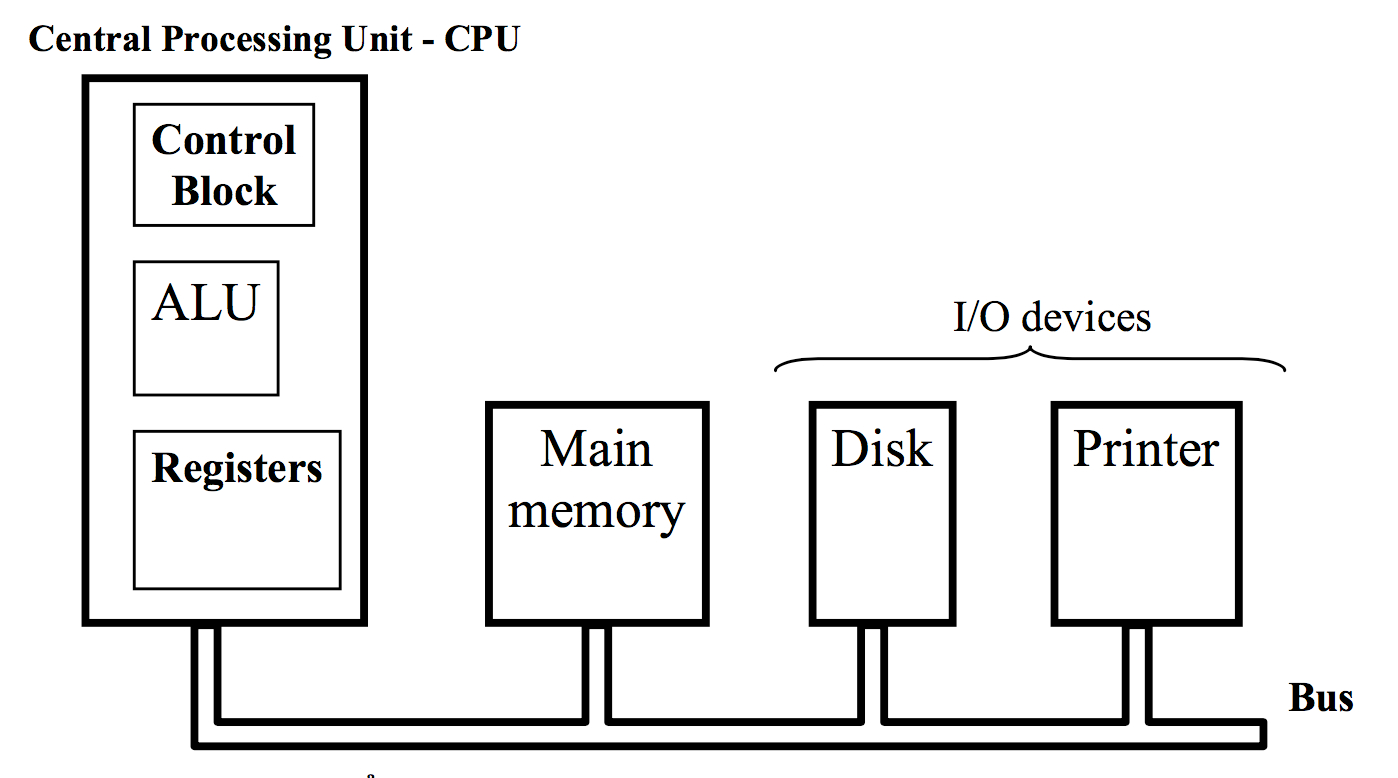 Central Processing Unit - CPU
Control
Block
ALU
Registers
I/O devices
Main
memory
Disk
Printer
Bus